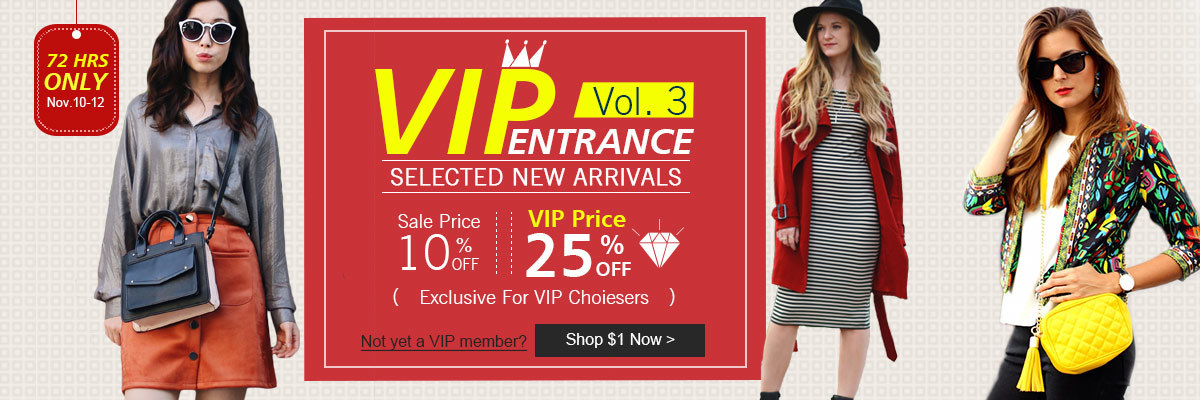 72 HRS
ONLY
Nov.10-12
VIP
Vol. 3
ENTRANCE
SELECTED NEW ARRIVALS
Sale Price
10% OFF
VIP Price
25% OFF
( Exclusive For VIP Choiesers )
Not yet a VIP member?
Shop $1 Now >